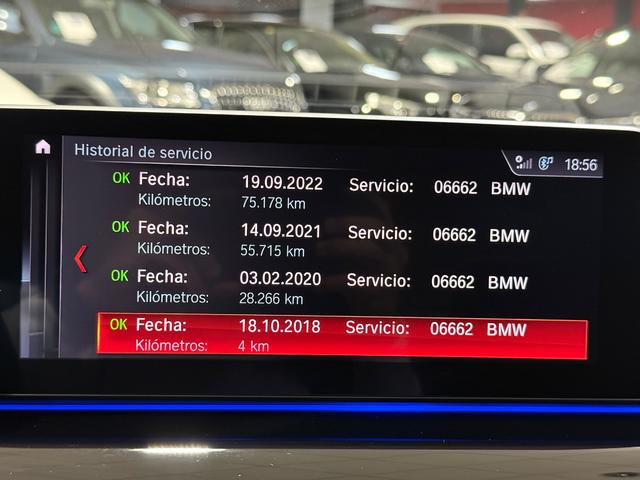 Historial de servicio
18:56
OK Fecha: 19.09.2022 Servicio: 06662 BMW
Kilómetros: 75.178 km
OK Fecha: 14.09.2021 Servicio: 06662 BMW
Kilómetros: 55.715 km
OK Fecha: 03.02.2020 Servicio: 06662 BMW
Kilómetros: 28.266 km
OK Fecha: 18.10.2018 Servicio: 06662 BMW
Kilómetros: 4 km